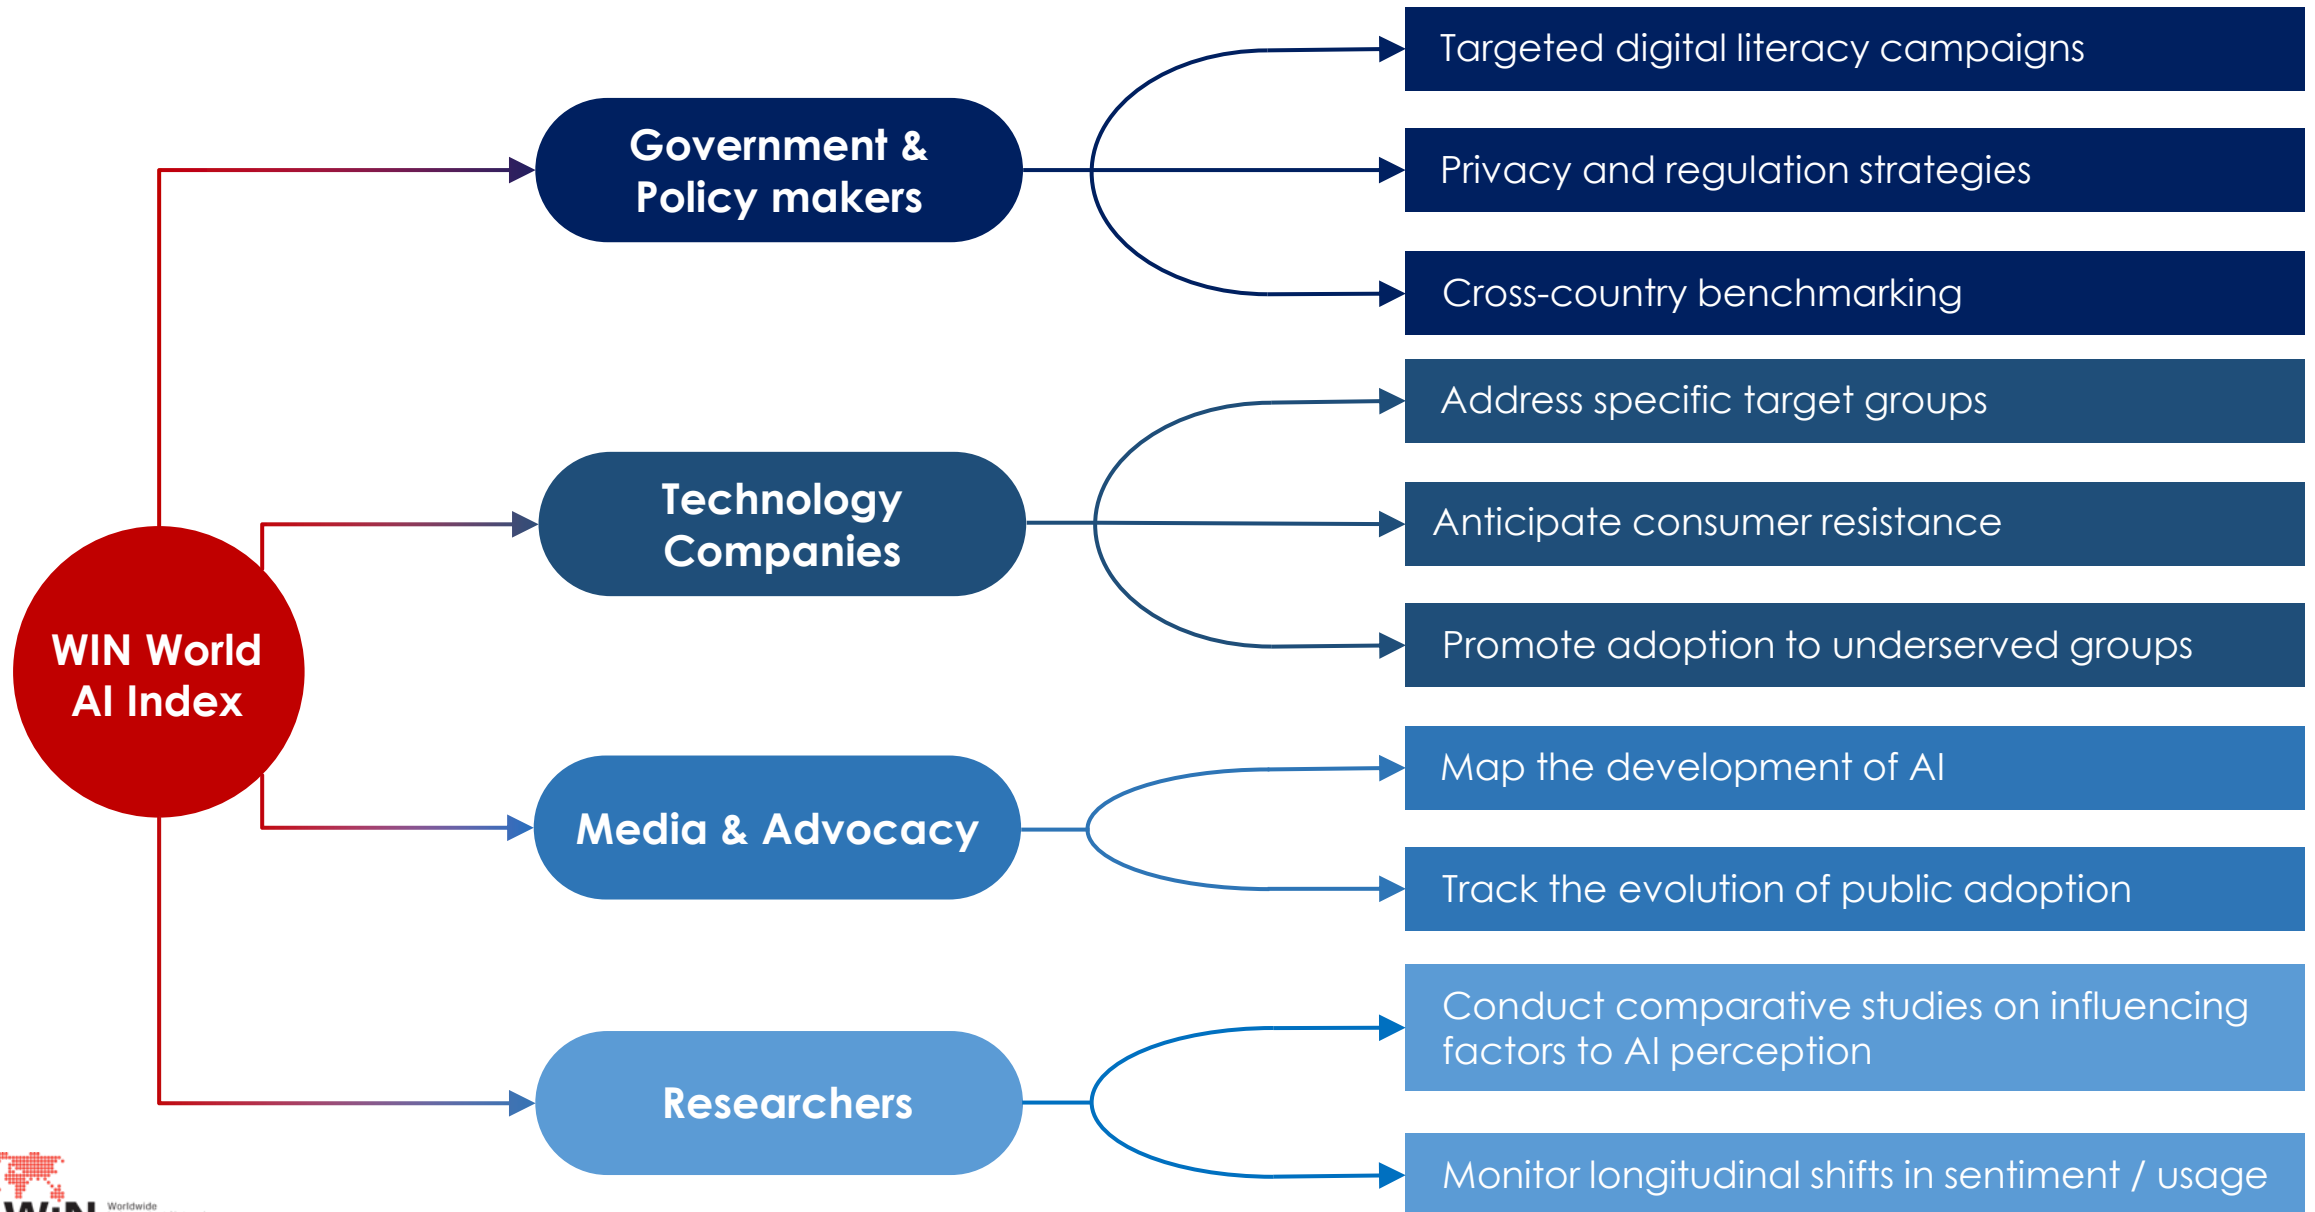 Targeted digital literacy campaigns
Government &
Policy makers
Privacy and regulation strategies
Cross-country benchmarking
Address specific target groups
Technology
Companies
Anticipate consumer resistance
Promote adoption to underserved groups
WIN World
AI Index
Map the development of AI
Media & Advocacy
Track the evolution of public adoption
Conduct comparative studies on influencing
factors to AI perception
Researchers
Monitor longitudinal shifts in sentiment / usage
WiN
Worldwide